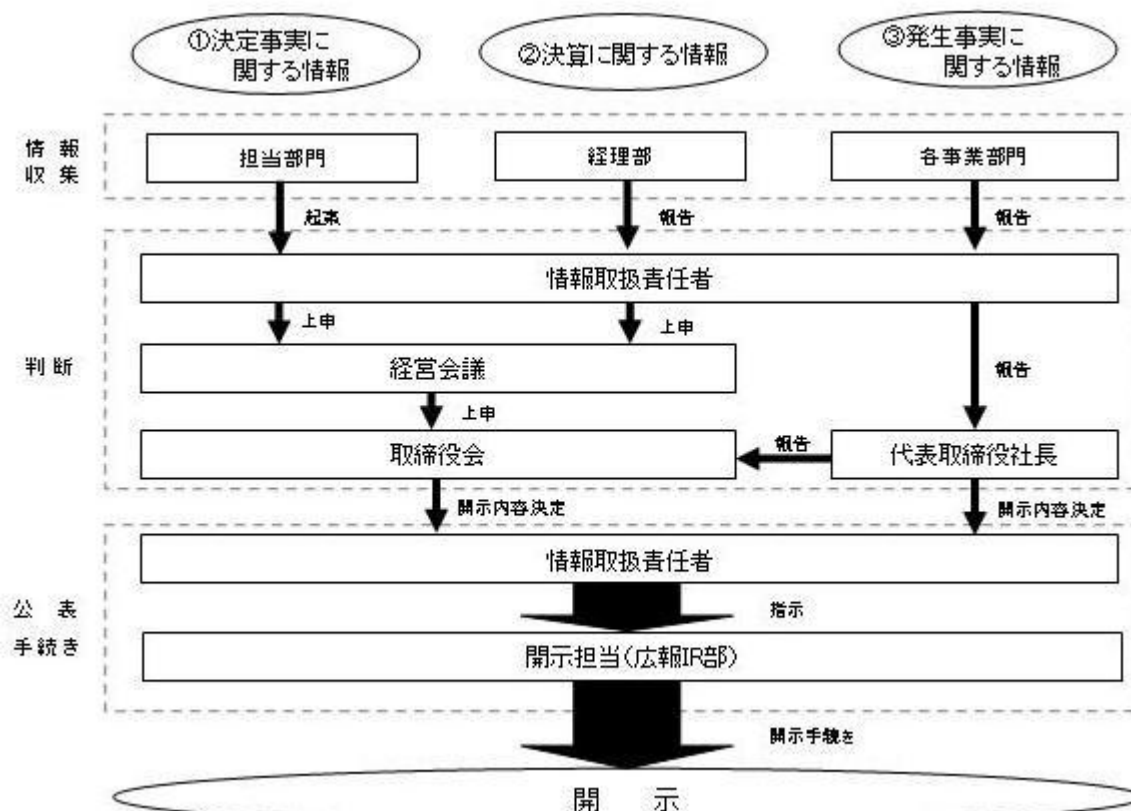 ①決定事実に
関する情報
②決算に関する情報
③発生事実に
関する情報
情報
収集
担当部門
経理部
各事業部門
起案
報告
報告
情報取扱責任者
上申
上申
判断
経営会議
報告
上申
取締役会
報告
代表取締役社長
開示内容決定
開示内容決定
情報取扱責任者
公表
手続き
指示
開示担当(広報IR部)
開示手続き
開 示